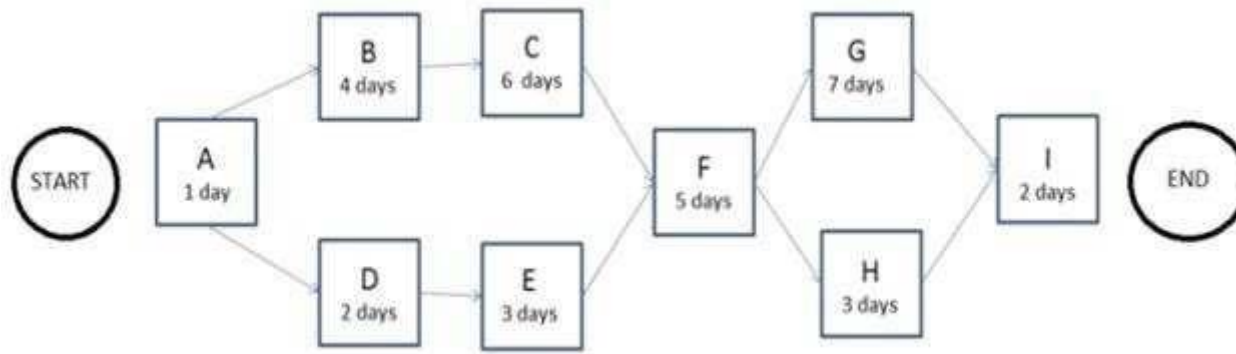 START
A
1 day
B
4 days
C
6 days
D
2 days
E
3 days
F
5 days
G
7 days
H
3 days
I
2 days
END